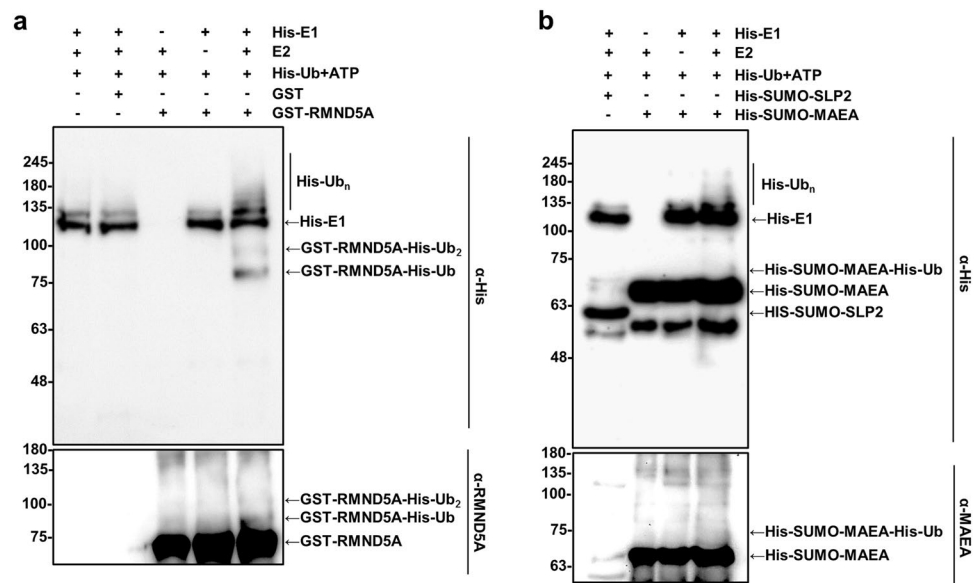 a
+ + - + + His-E1
+ + + - + E2
+ + + + + His-Ub+ATP
- + - - - GST
- - + + + GST-RMND5A
245
180
135
100
75
63
48
His-Ubn
←His-E1
←GST-RMND5A-His-Ub2
←GST-RMND5A-His-Ub
α-His
180
135
100
75
←GST-RMND5A-His-Ub2
←GST-RMND5A-His-Ub
←GST-RMND5A
α-RMND5A
b
+ - + + His-E1
+ + - + E2
+ + + + His-Ub+ATP
+ - - - His-SUMO-SLP2
- + + + His-SUMO-MAEA
245
180
135
100
75
63
48
His-Ubn
←His-E1
←His-SUMO-MAEA-His-Ub
←His-SUMO-MAEA
←HIS-SUMO-SLP2
α-His
180
135
100
75
63
←His-SUMO-MAEA-His-Ub
←His-SUMO-MAEA
α-MAEA